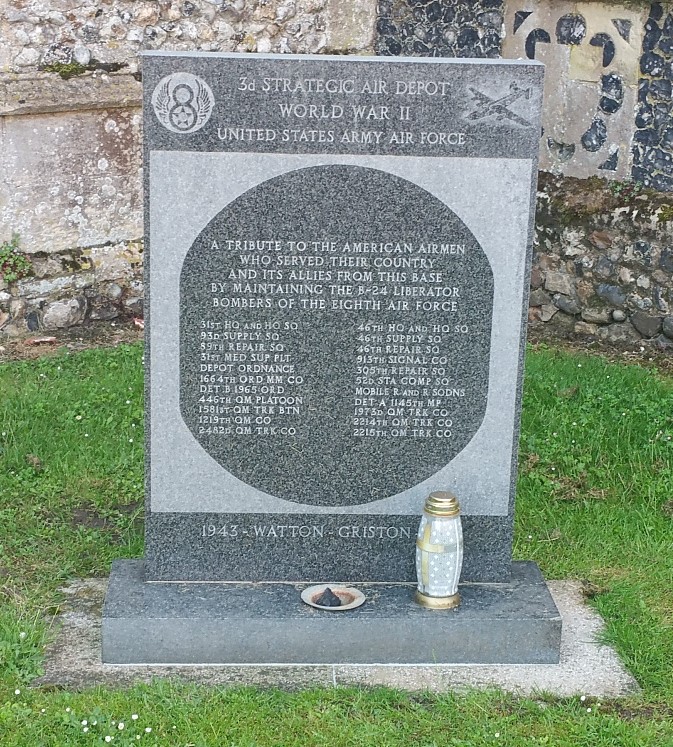 3d STRATEGIC AIR DEPOT
WORLD WAR II
UNITED STATES ARMY AIR FORCE
A TRIBUTE TO THE AMERICAN AIRMEN
WHO SERVED THEIR COUNTRY
AND ITS ALLIES FROM THIS BASE
BY MAINTAINING THE B-24 LIBERATOR
BOMBERS OF THE EIGHTH AIR FORCE
31ST HQ AND HQ SQ
93D SUPPLY SQ
89TH REPAIR SQ
31ST MED SUP PLT
DEPOT ORDNANCE
1664TH ORD MM CO
DET B 1965 ORD
446TH QM PLATOON
1581ST QM TRK BTN
1219TH QM CO
2482D QM TRK CO
46TH HQ AND HQ SQ
46TH SUPPLY SQ
46TH REPAIR SQ
913TH SIGNAL CO
305TH REPAIR SQ
52D STA COMP SQ
MOBILE R AND R SQDNS
DET A 1145TH MP
1973D QM TRK CO
2214TH QM TRK CO
2215TH QM TRK CO
1943 - WATTON - GRISTON